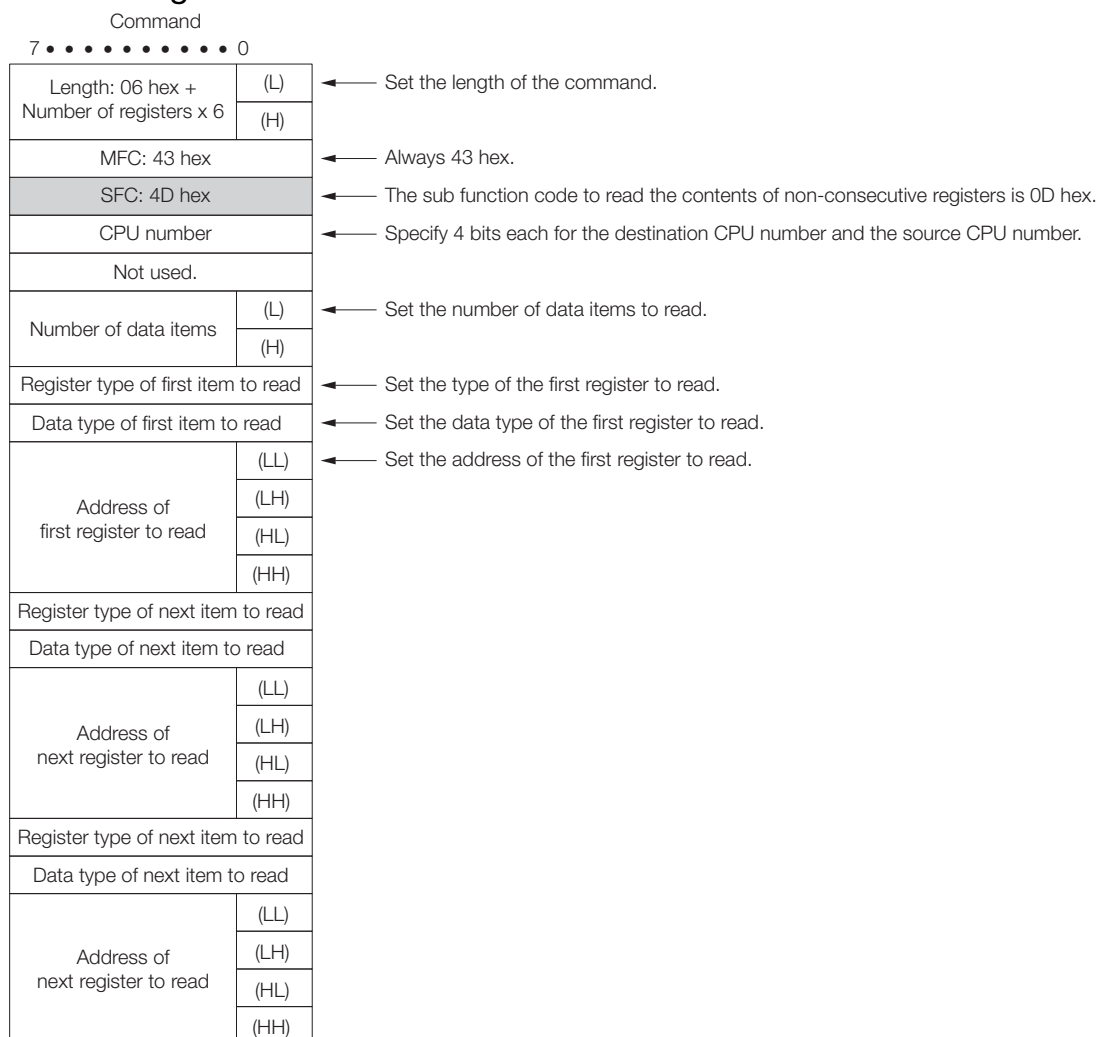 Command
7 • • • • • • • • • • 0
Length: 06 hex +
Number of registers x 6
(L)
Set the length of the command.
(H)
MFC: 43 hex
Always 43 hex.
SFC: 4D hex
The sub function code to read the contents of non-consecutive registers is 0D hex.
CPU number
Specify 4 bits each for the destination CPU number and the source CPU number.
Not used.
Number of data items
(L)
Set the number of data items to read.
(H)
Register type of first item to read
Set the type of the first register to read.
Data type of first item to read
Set the data type of the first register to read.
Address of
first register to read
(LL)
Set the address of the first register to read.
(LH)
(HL)
(HH)
Register type of next item to read
Data type of next item to read
Address of
next register to read
(LL)
(LH)
(HL)
(HH)
Register type of next item to read
Data type of next item to read
Address of
next register to read
(LL)
(LH)
(HL)
(HH)